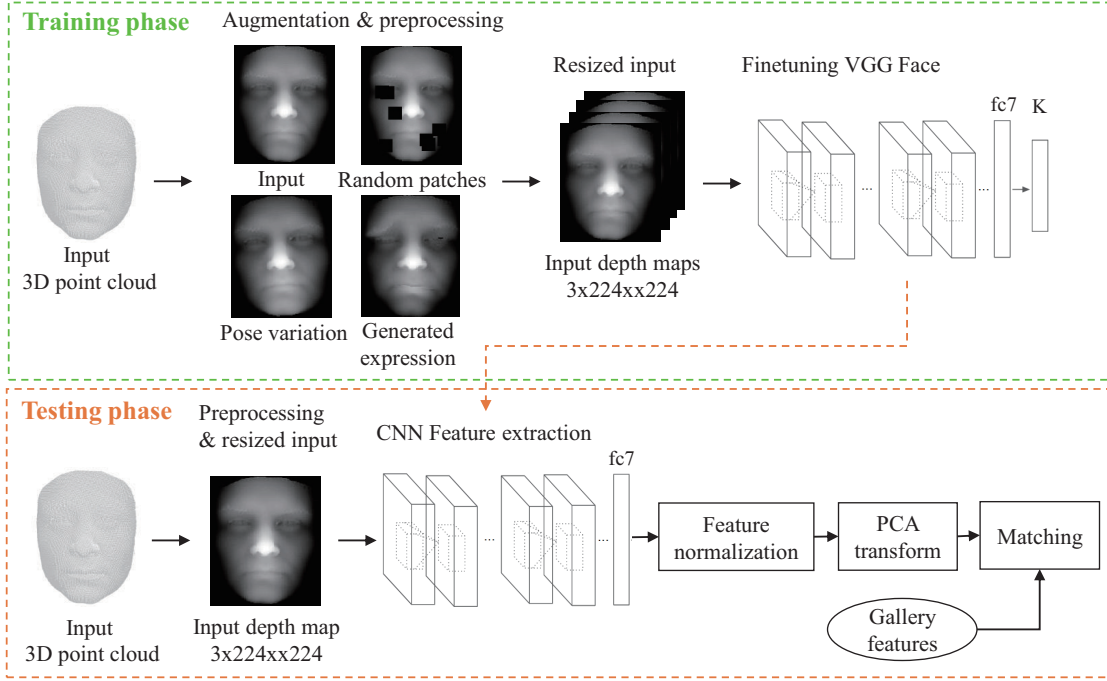 Training phase
Augmentation & preprocessing
Input
3D point cloud
Input
Random patches
Pose variation
Generated
expression
Resized input
Input depth maps
3x224xx224
Finetuning VGG Face
...
...
fc7
K
Testing phase
Input
3D point cloud
Preprocessing
& resized input
Input depth map
3x224xx224
CNN Feature extraction
...
...
fc7
Feature
normalization
PCA
transform
Matching
Gallery
features